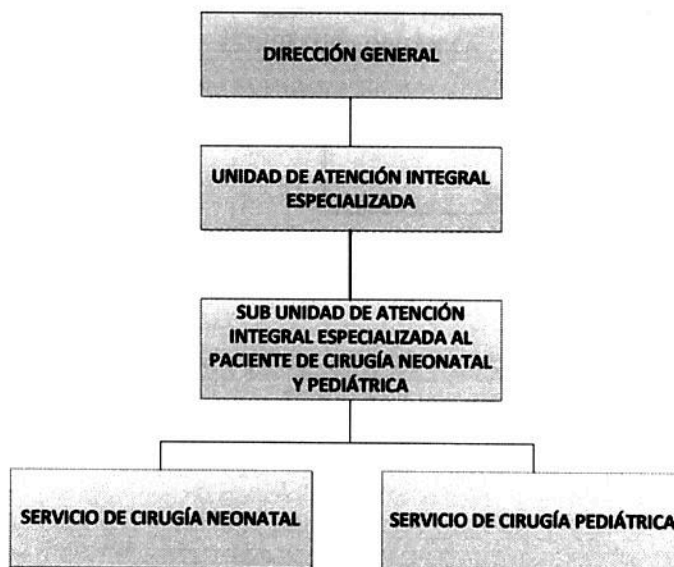 DIRECCIÓN GENERAL
UNIDAD DE ATENCIÓN INTEGRAL
ESPECIALIZADA
SUB UNIDAD DE ATENCIÓN
INTEGRAL ESPECIALIZADA AL
PACIENTE DE CIRUGÍA NEONATAL
Y PEDIÁTRICA
SERVICIO DE CIRUGÍA NEONATAL
SERVICIO DE CIRUGÍA PEDIÁTRICA